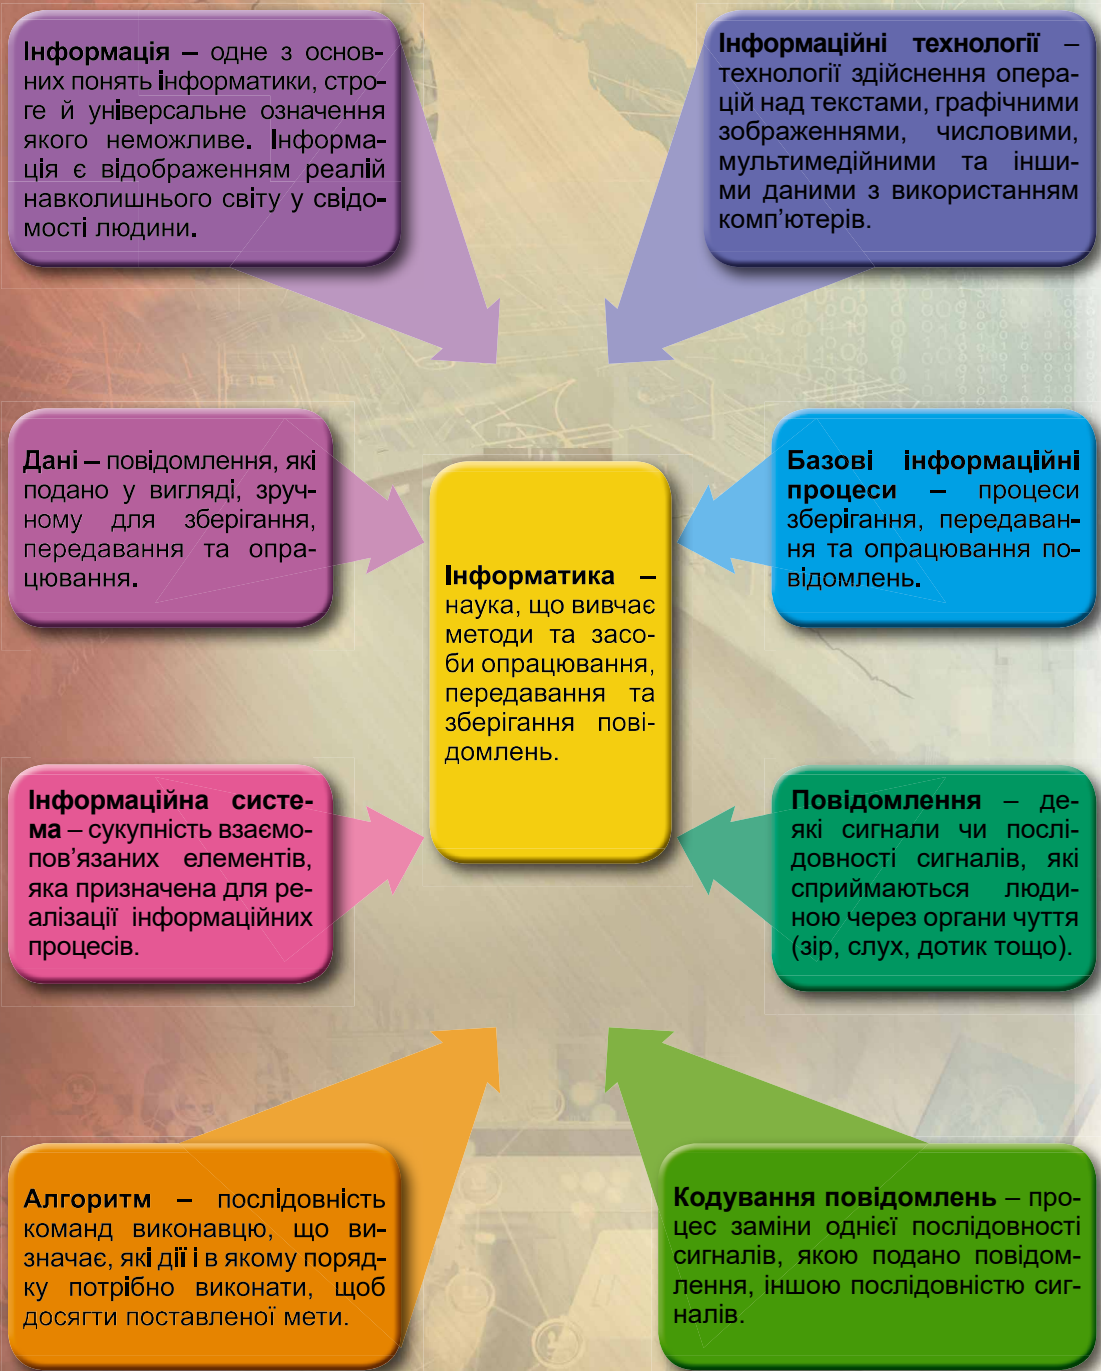 Інформація – одне з основ-
них понять інформатики, стро-
ге й універсальне означення
якого неможливе. Інформа-
ція є відображенням реалій
навколишнього світу у свідо-
мості людини.
Інформаційні технології –
технології здійснення опера-
цій над текстами, графічними
зображеннями, числовими,
мультимедійними та інши-
ми даними з використанням
комп’ютерів.
Дані – повідомлення, які
подано у вигляді, зруч-
ному для зберігання,
передавання та опра-
цювання.
Інформатика –
наука, що вивчає
методи та засо-
би опрацювання,
передавання та
зберігання пові-
домлень.
Базові інформаційні
процеси – процеси
зберігання, передаван-
ня та опрацювання по-
відомлень.
Інформаційна систе-
ма – сукупність взаємо-
пов’язаних елементів,
яка призначена для ре-
алізації інформаційних
процесів.
Повідомлення – де-
які сигнали чи послі-
довності сигналів, які
сприймаються люди-
ною через органи чуття
(зір, слух, дотик тощо).
Алгоритм – послідовність
команд виконавцю, що ви-
значає, які дії і в якому поряд-
ку потрібно виконати, щоб
досягти поставленої мети.
Кодування повідомлень – про-
цес заміни однієї послідовності
сигналів, якою подано повідом-
лення, іншою послідовністю сиг-
налів.